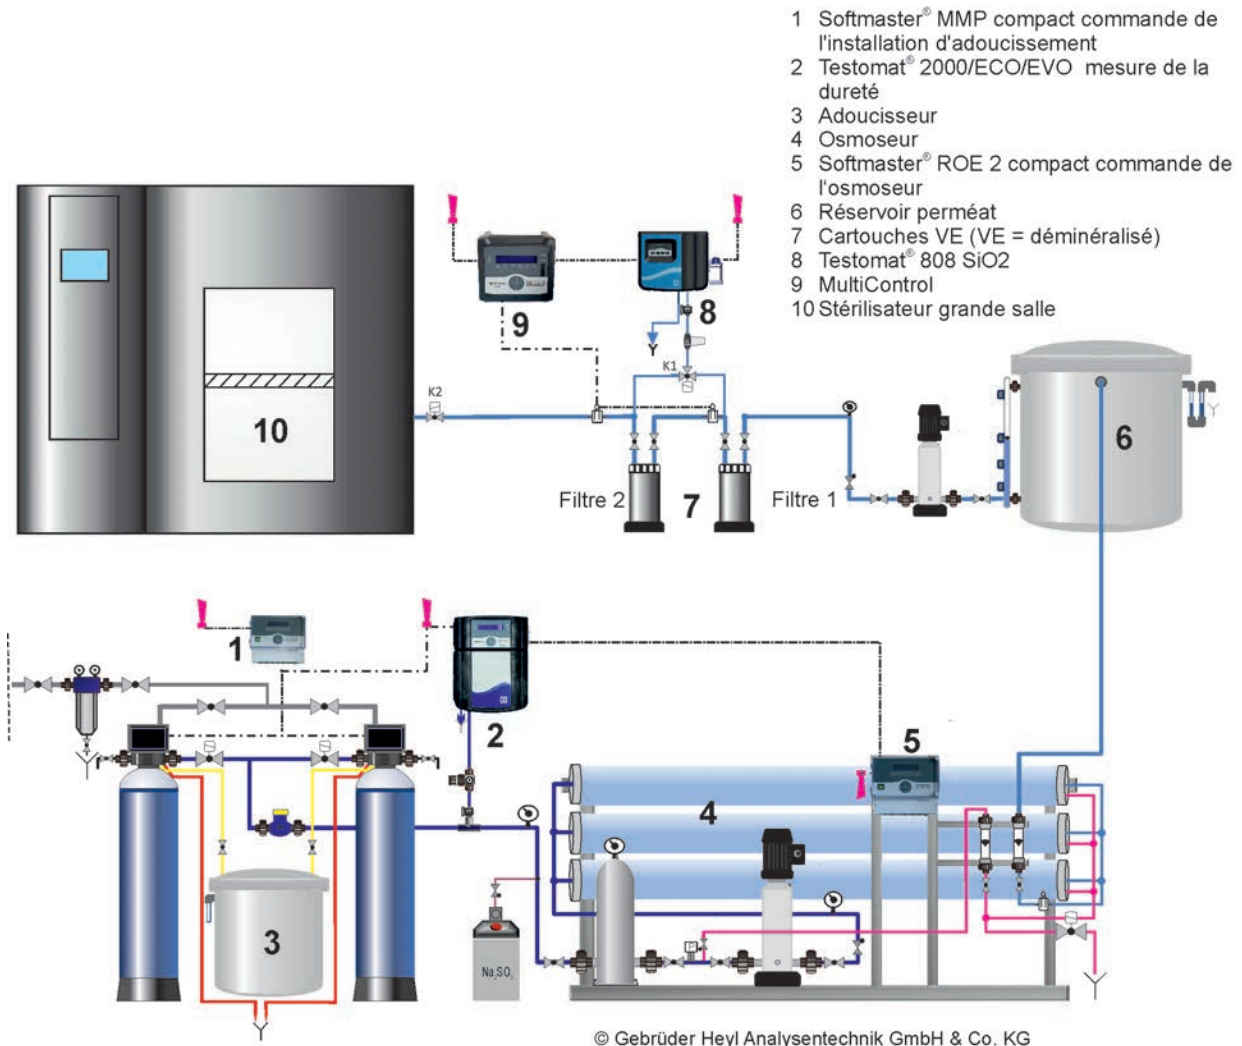 1 Softmaster® MMP compact commande de
l'installation d'adoucissement
2 Testomat® 2000/ECO/EVO mesure de la
dureté
3 Adoucisseur
4 Osmoseur
5 Softmaster® ROE 2 compact commande de
l'osmoseur
6 Réservoir perméat
7 Cartouches VE (VE = déminéralisé)
8 Testomat® 808 SiO2
9 MultiControl
10 Stérilisateur grande salle
9
8
K1
K2
10
6
Filtre 2
7
Filtre 1
1
2
5
4
3
P
Na₂SO₃
© Gebrüder Heyl Analysentechnik GmbH & Co. KG